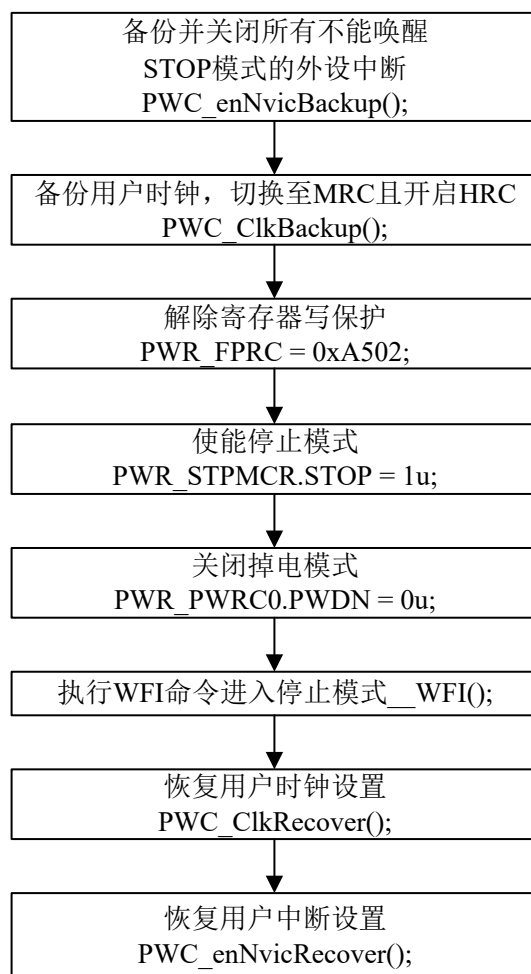 备份并关闭所有不能唤醒
STOP模式的外设中断
PWC_enNvicBackup();
备份用户时钟，切换至MRC且开启HRC
PWC_ClkBackup();
解除寄存器写保护
PWR_FPRC = 0xA502;
使能停止模式
PWR_STPMCR.STOP = 1u;
关闭掉电模式
PWR_PWRC0.PWDN = 0u;
执行WFI命令进入停止模式__WFI();
恢复用户时钟设置
PWC_ClkRecover();
恢复用户中断设置
PWC_enNvicRecover();